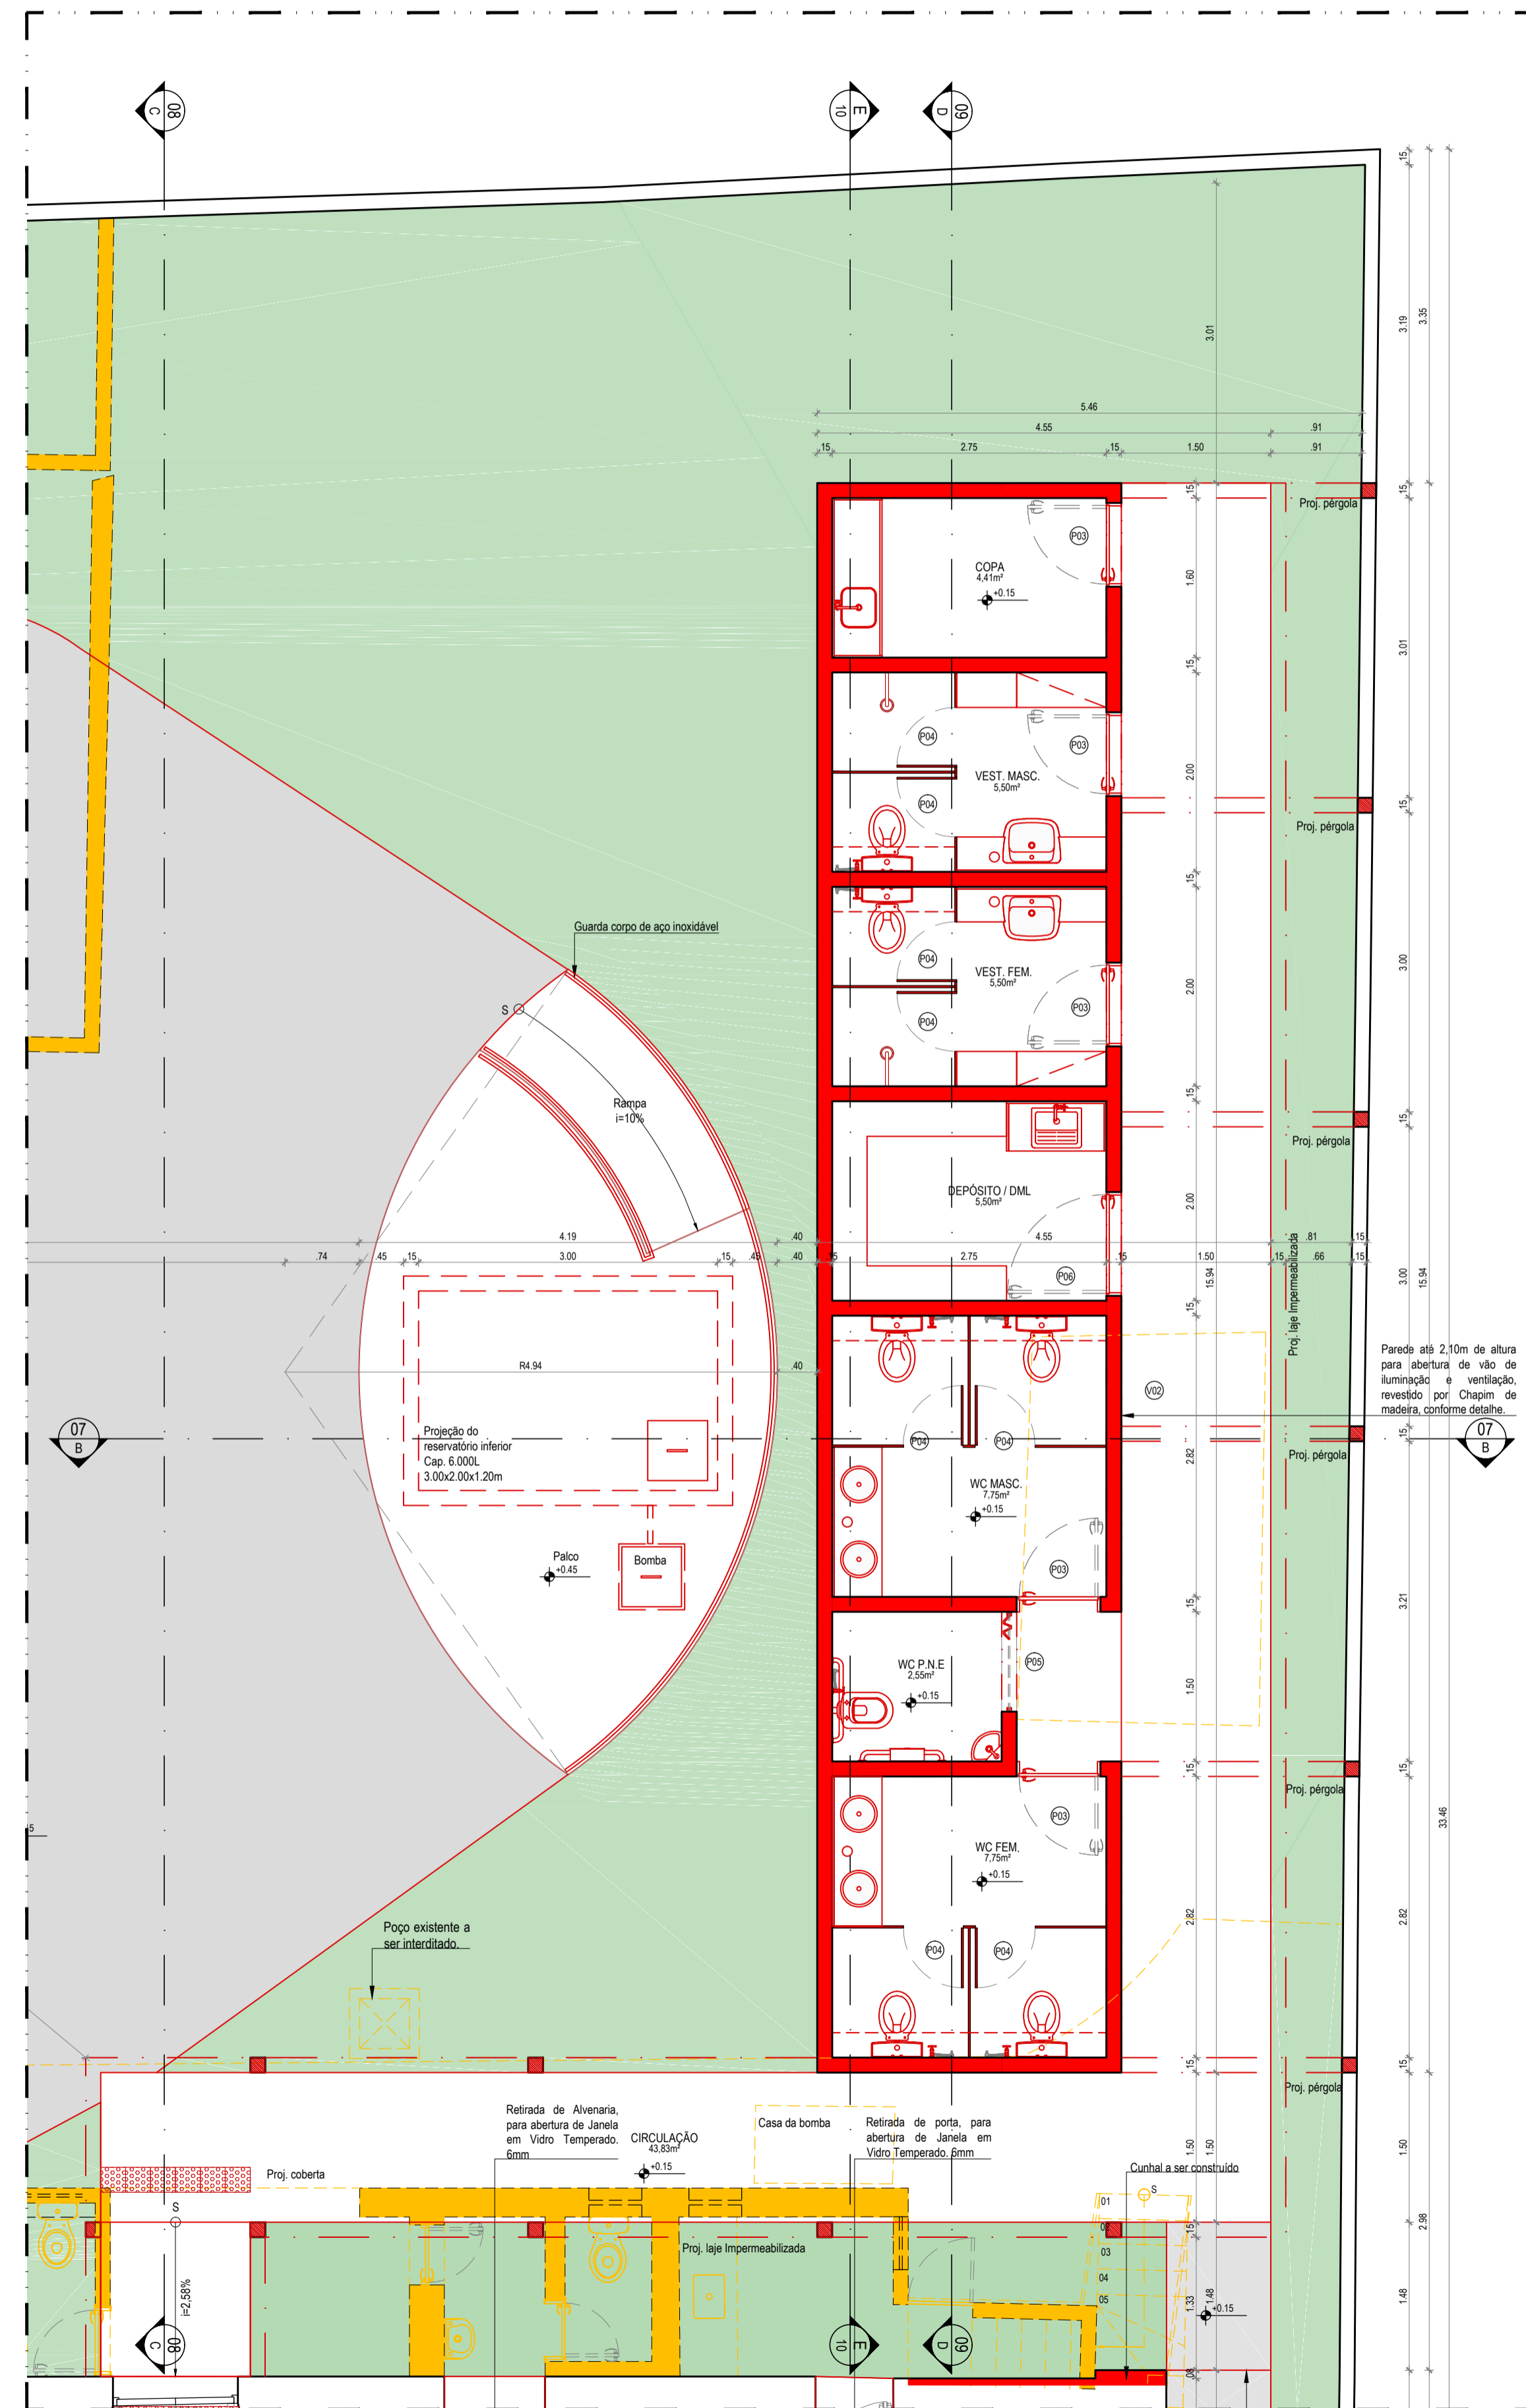 08
C
E
10
09
D
.15
3.19
3.35
3.01
5.46
4.55
.91
.15
2.75
.15
1.50
.91
.15
.15
Proj. pérgola
P03
COPA
4,41m²
+0.15
1.60
3.01
.15
P04
P03
VEST. MASC.
5,50m²
2.00
.15
Proj. pérgola
P04
.15
Guarda corpo de aço inoxidável
P04
VEST. FEM.
5,50m²
2.00
3.00
S
P03
P04
Rampa
i=10%
.15
.15
Proj. pérgola
DEPÓSITO / DML
5,50m²
2.00
4.19
.40
4.55
.81
.15
.74
.45
.15
3.00
.15
.45
.40
.15
2.75
.15
1.50
.15
.66
.15
P06
15.94
3.00
15.94
.15
Proj. laje Impermeabilizada
R4.94
.40
V02
Parede até 2,10m de altura
para abertura de vão de
iluminação e ventilação,
revestido por Chapim de
madeira, conforme detalhe.
07
B
Projeção do
reservatório inferior
Cap. 6.000L
3.00x2.00x1.20m
P04
P04
2.82
.15
Proj. pérgola
07
B
WC MASC.
7,75m²
+0.15
Palco
+0.45
Bomba
P03
.15
3.21
WC P.N.E
2,55m²
+0.15
P05
1.50
.15
.15
Proj. pérgola
P03
33.46
5
WC FEM.
7,75m²
+0.15
Poço existente a
ser interditado.
P04
P04
2.82
2.82
.15
.15
Proj. pérgola
Retirada de Alvenaria,
para abertura de Janela
em Vidro Temperado.
6mm
CIRCULAÇÃO
43,83m²
+0.15
Casa da bomba
Retirada de porta, para
abertura de Janela em
Vidro Temperado. 6mm
1.50
1.50
1.50
Cunhal a ser construído
Proj. coberta
S
S
01
02
03
04
05
.15
2.98
Proj. laje Impermeabilizada
i=2,58%
1.33
1.48
+0.15
1.48
08
C
E
10
09
D
.08